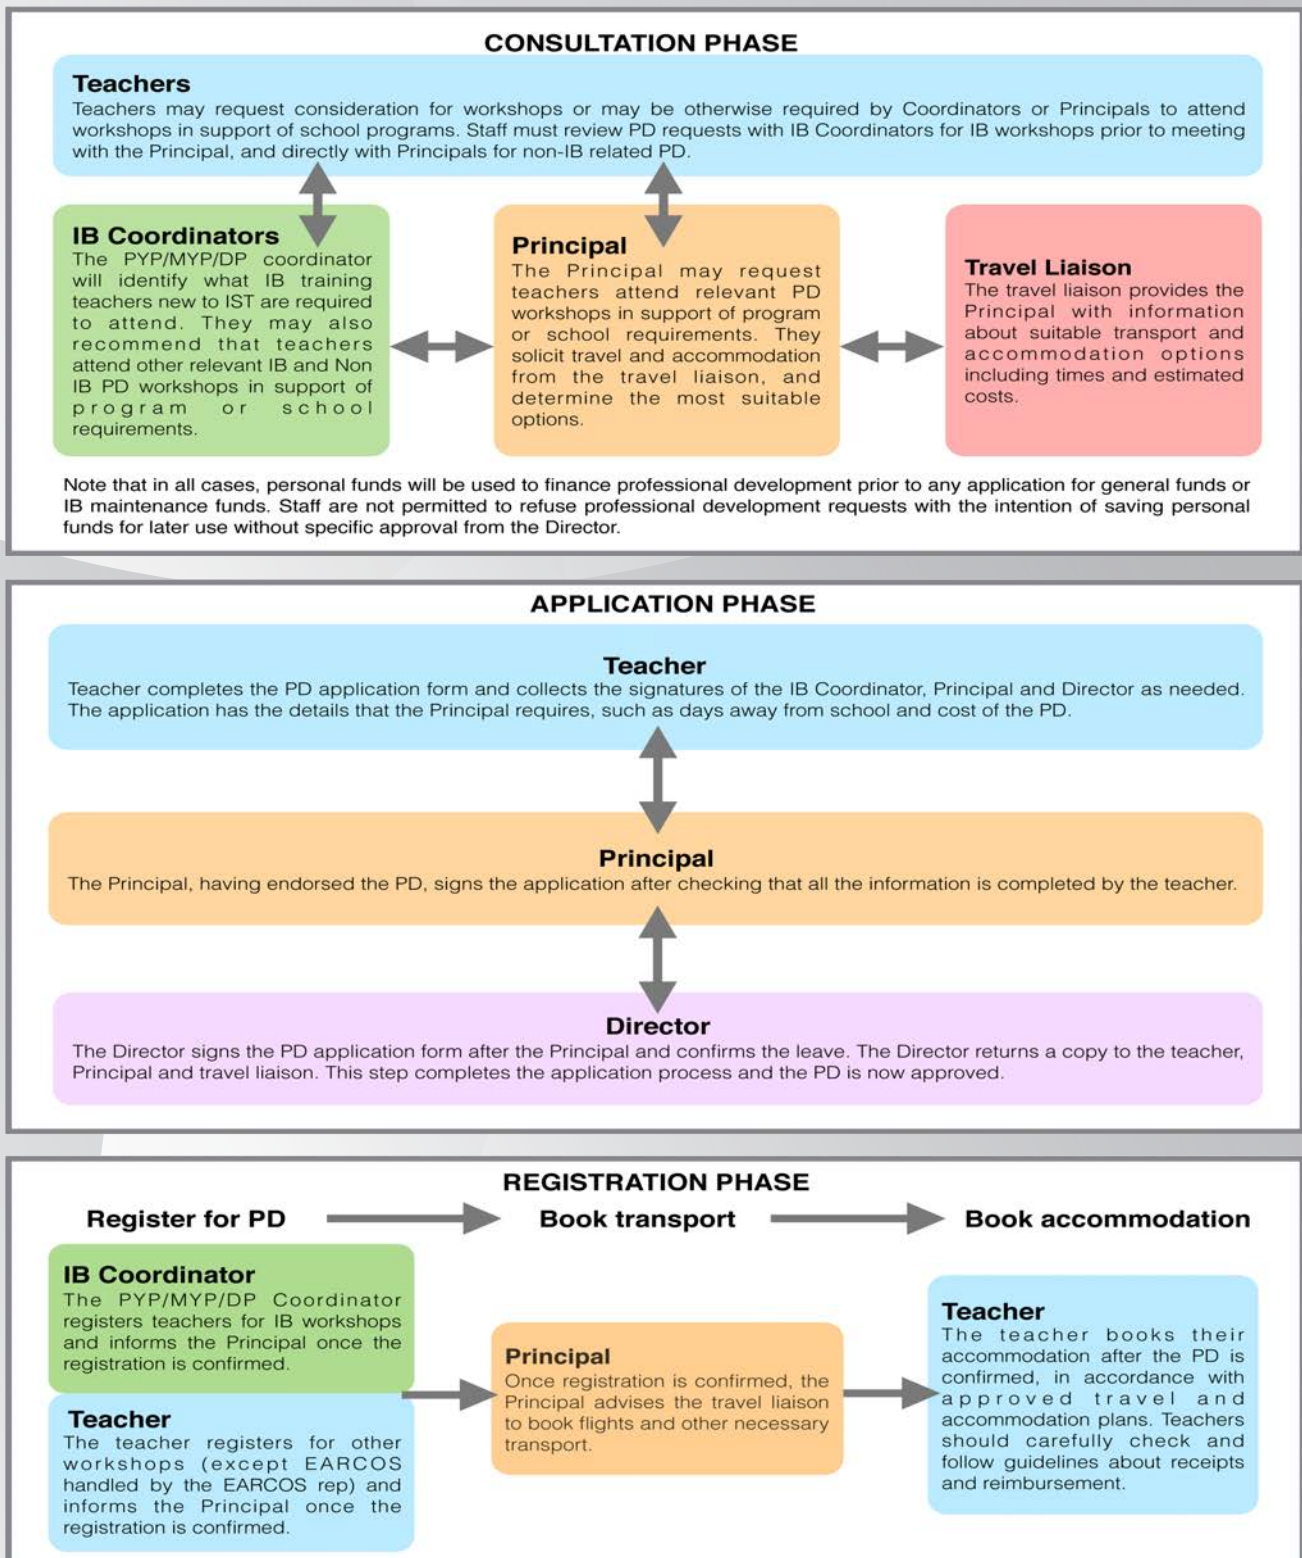 CONSULTATION PHASE
Teachers
Teachers may request consideration for workshops or may be otherwise required by Coordinators or Principals to attend
workshops in support of school programs. Staff must review PD requests with IB Coordinators for IB workshops prior to meeting
with the Principal, and directly with Principals for non-IB related PD.
IB Coordinators
The PYP/MYP/DP coordinator
will identify what IB training
teachers new to IST are required
to attend. They may also
recommend that teachers
attend other relevant IB and Non
IB PD workshops in support of
program or school
requirements.
Principal
The Principal may request
teachers attend relevant PD
workshops in support of program
or school requirements. They
solicit travel and accommodation
from the travel liaison, and
determine the most suitable
options.
Travel Liaison
The travel liaison provides the
Principal with information
about suitable transport and
accommodation options
including times and estimated
costs.
Note that in all cases, personal funds will be used to finance professional development prior to any application for general funds or
IB maintenance funds. Staff are not permitted to refuse professional development requests with the intention of saving personal
funds for later use without specific approval from the Director.
APPLICATION PHASE
Teacher
Teacher completes the PD application form and collects the signatures of the IB Coordinator, Principal and Director as needed.
The application has the details that the Principal requires, such as days away from school and cost of the PD.
Principal
The Principal, having endorsed the PD, signs the application after checking that all the information is completed by the teacher.
Director
The Director signs the PD application form after the Principal and confirms the leave. The Director returns a copy to the teacher,
Principal and travel liaison. This step completes the application process and the PD is now approved.
REGISTRATION PHASE
Register for PD
Book transport
Book accommodation
IB Coordinator
The PYP/MYP/DP Coordinator
registers teachers for IB workshops
and informs the Principal once the
registration is confirmed.
Teacher
The teacher registers for other
workshops (except EARCOS
handled by the EARCOS rep) and
informs the Principal once the
registration is confirmed.
Principal
Once registration is confirmed, the
Principal advises the travel liaison
to book flights and other necessary
transport.
Teacher
The teacher books their
accommodation after the PD is
confirmed, in accordance with
approved travel and
accommodation plans. Teachers
should carefully check and
follow guidelines about receipts
and reimbursement.